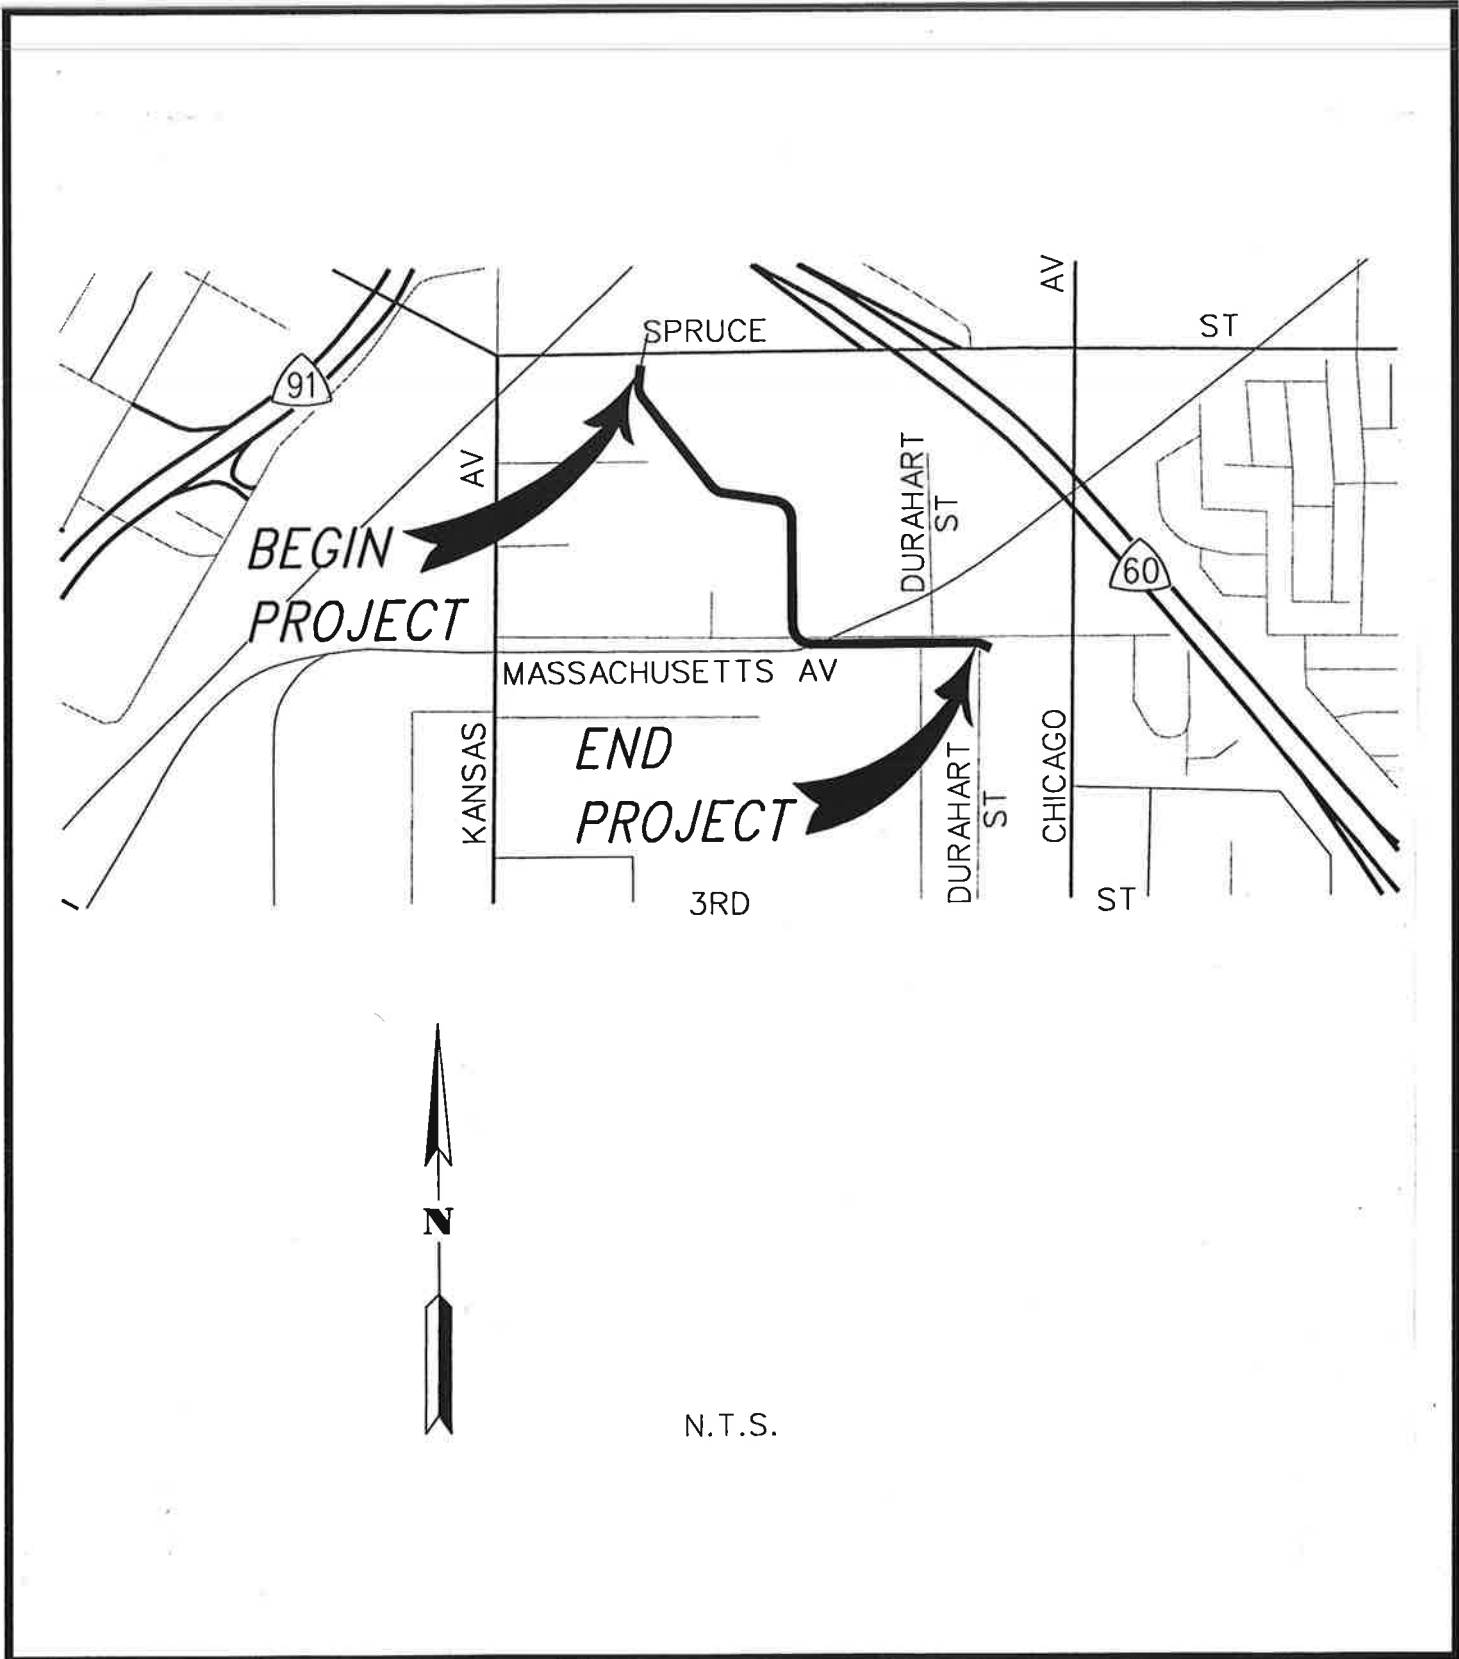 AV
SPRUCE
ST
91
AV
DURAHART
ST
BEGIN
PROJECT
60
MASSACHUSETTS AV
KANSAS
END
PROJECT
DURAHART
ST
CHICAGO
3RD
ST
N
N.T.S.